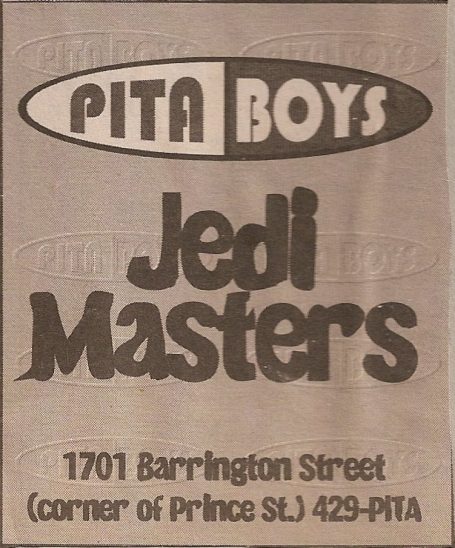 PITA BOYS
Jedi
Masters
1701 Barrington Street
(corner of Prince St.) 429-PITA